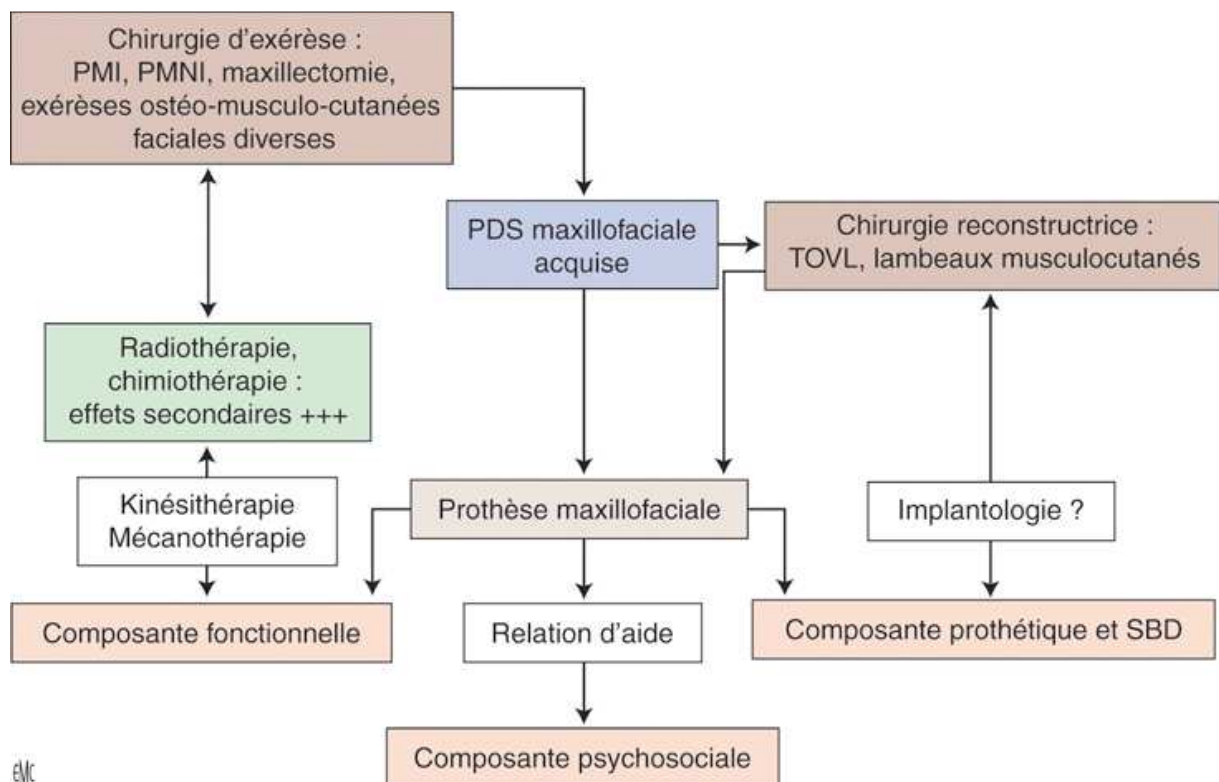 Chirurgie d'exérèse :
PMI, PMNI, maxillectomie,
exérèses ostéo-musculo-cutanées
faciales diverses
PDS maxillofaciale
acquise
Chirurgie reconstructrice :
TOVL, lambeaux musculocutanés
Radiothérapie,
chimiothérapie :
effets secondaires +++
Kinésithérapie
Mécanothérapie
Prothèse maxillofaciale
Implantologie ?
Composante fonctionnelle
Relation d'aide
Composante prothétique et SBD
Composante psychosociale
EMC